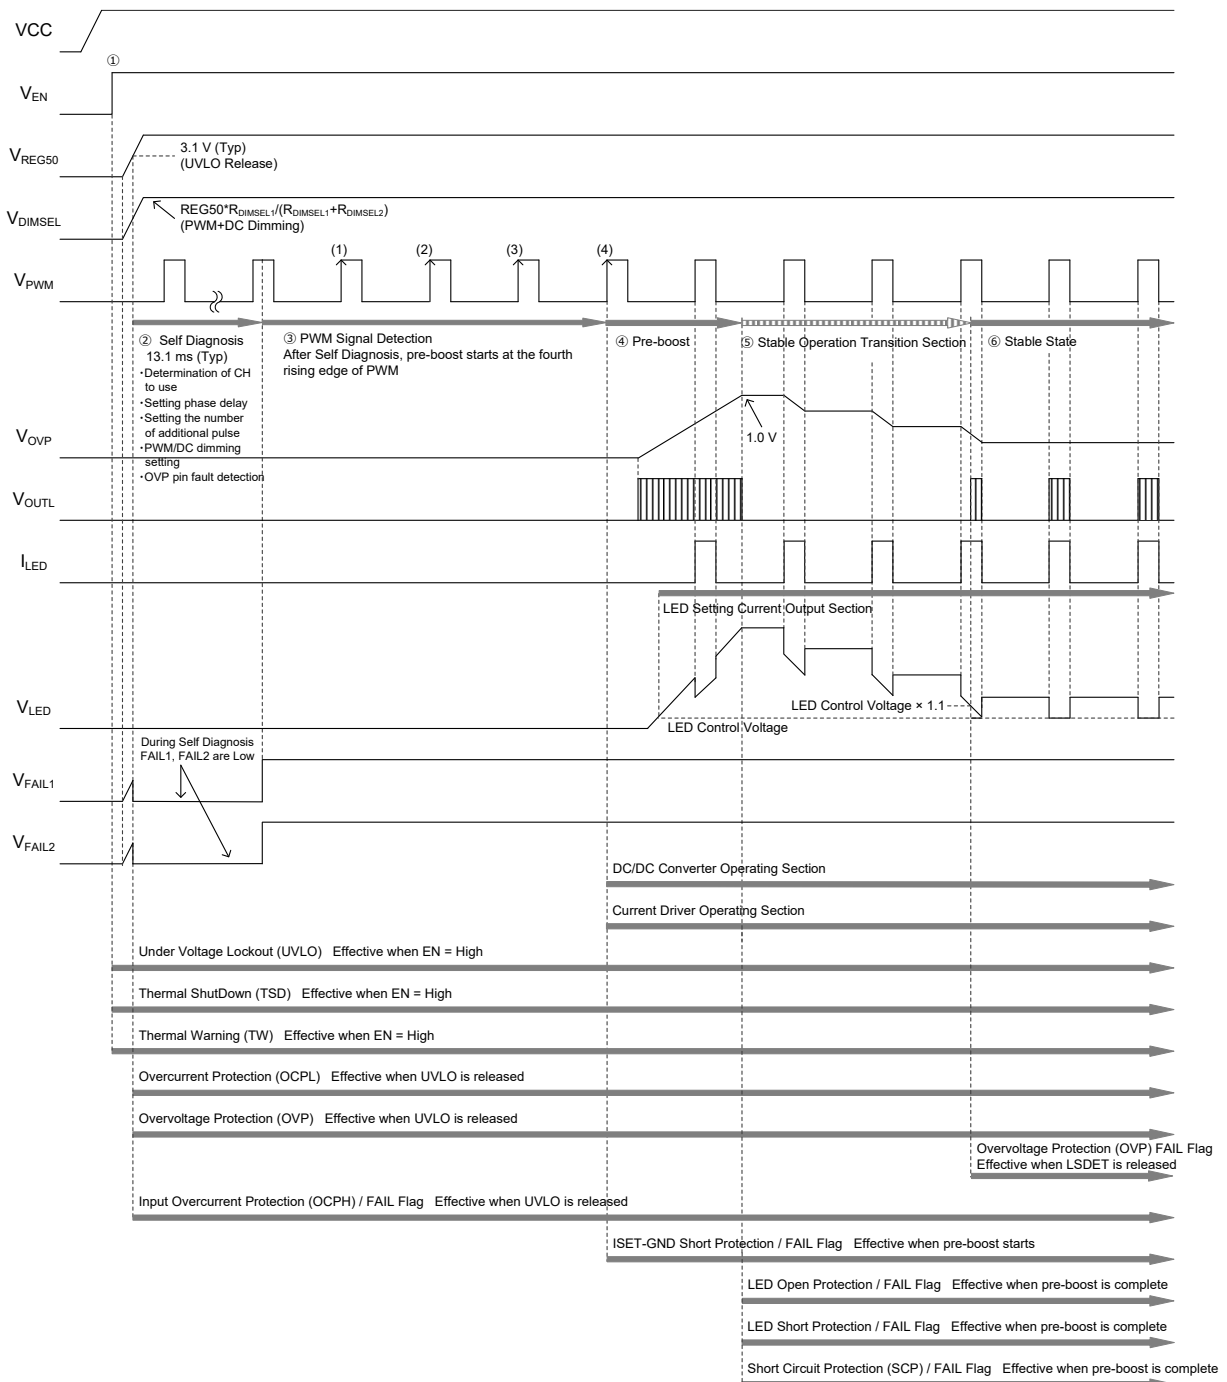 VCC
①
VEN
VREG50
3.1 V (Typ)
(UVLO Release)
VDIMSEL
REG50*RDIMSEL1/(RDIMSEL1+RDIMSEL2)
(PWM+DC Dimming)
(1)
(2)
(3)
(4)
VPWM
② Self Diagnosis
13.1 ms (Typ)
・Determination of CH
to use
・Setting phase delay
・Setting the number
of additional pulse
・PWM/DC dimming
setting
・OVP pin fault detection
③ PWM Signal Detection
After Self Diagnosis, pre-boost starts at the fourth
rising edge of PWM
④ Pre-boost
⑤ Stable Operation Transition Section
⑥ Stable State
VOVP
1.0 V
VOUTL
ILED
LED Setting Current Output Section
VLED
LED Control Voltage × 1.1
LED Control Voltage
During Self Diagnosis
FAIL1, FAIL2 are Low
VFAIL1
VFAIL2
DC/DC Converter Operating Section
Current Driver Operating Section
Under Voltage Lockout (UVLO) Effective when EN = High
Thermal ShutDown (TSD) Effective when EN = High
Thermal Warning (TW) Effective when EN = High
Overcurrent Protection (OCPL) Effective when UVLO is released
Overvoltage Protection (OVP) Effective when UVLO is released
Overvoltage Protection (OVP) FAIL Flag
Effective when LSDET is released
Input Overcurrent Protection (OCPH) / FAIL Flag Effective when UVLO is released
ISET-GND Short Protection / FAIL Flag Effective when pre-boost starts
LED Open Protection / FAIL Flag Effective when pre-boost is complete
LED Short Protection / FAIL Flag Effective when pre-boost is complete
Short Circuit Protection (SCP) / FAIL Flag Effective when pre-boost is complete